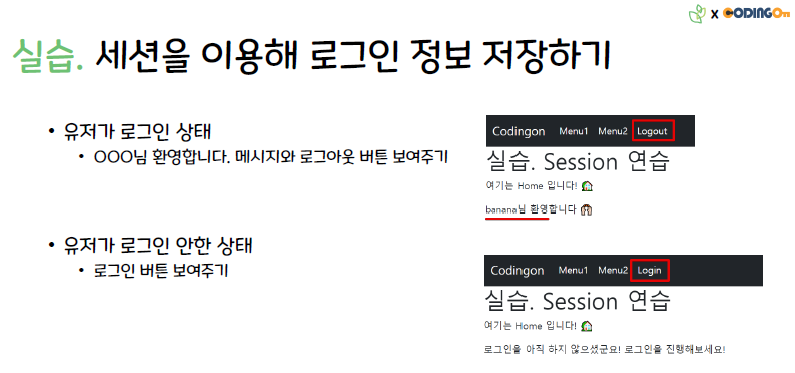 x CODINGOn
실습. 세션을 이용해 로그인 정보 저장하기
• 유저가 로그인 상태
• OOO님 환영합니다. 메시지와 로그아웃 버튼 보여주기
Codingon Menu1 Menu2 Logout
실습. Session 연습
여기는 Home 입니다!
banana님 환영합니다
• 유저가 로그인 안한 상태
• 로그인 버튼 보여주기
Codingon Menu1 Menu2 Login
실습. Session 연습
여기는 Home 입니다!
로그인을 아직 하지 않으셨군요! 로그인을 진행해보세요!